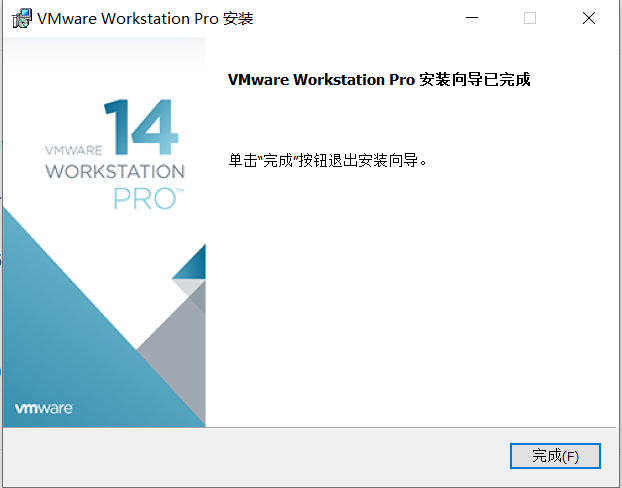 VMware Workstation Pro 安装
VMware Workstation Pro 安装向导已完成
14
VMWARE
WORKSTATION
PRO™
单击“完成”按钮退出安装向导。
vmware
完成(F)